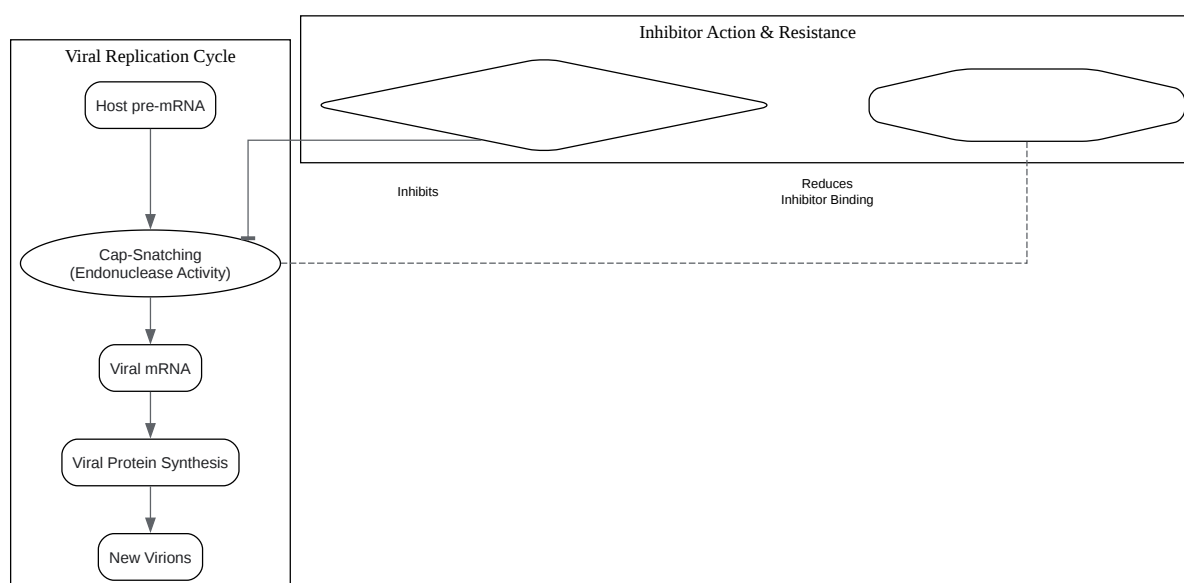 Inhibitor Action & Resistance
Viral Replication Cycle
Host pre-mRNA
Inhibits
Reduces
Inhibitor Binding
Cap-Snatching
(Endonuclease Activity)
Viral mRNA
Viral Protein Synthesis
New Virions